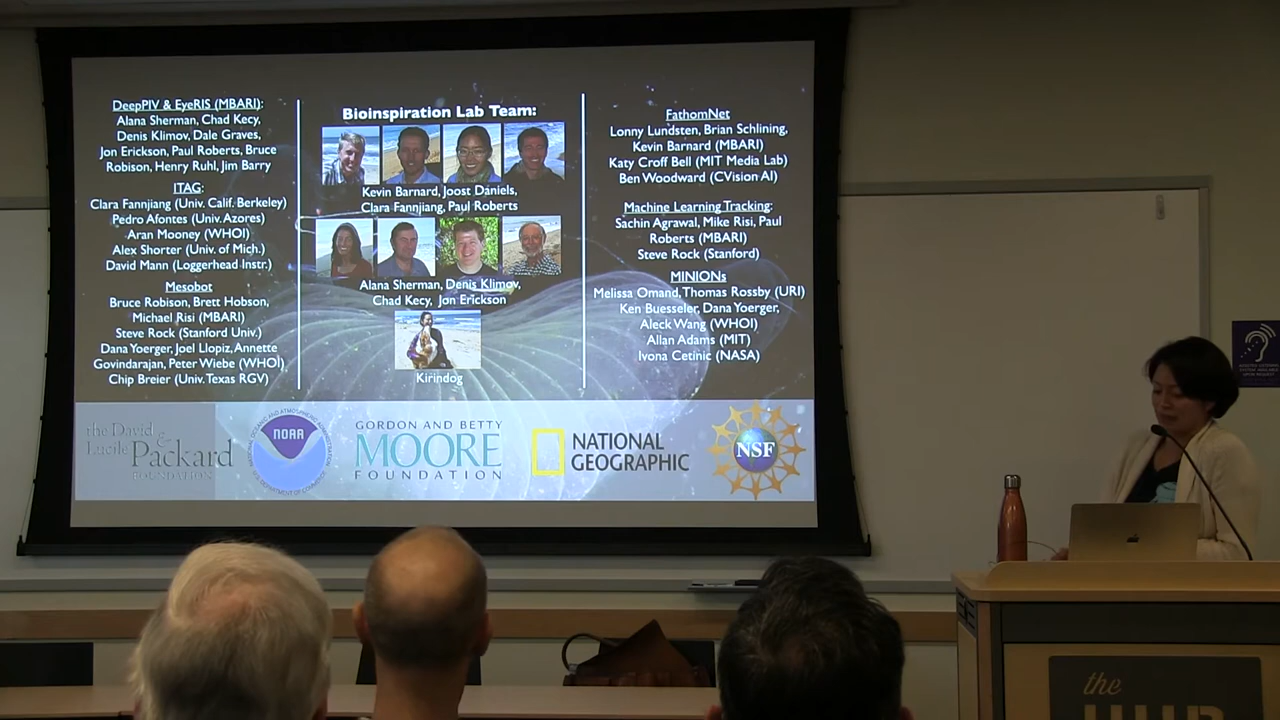 DeepPIV & EyeRIS (MBARI):
Alana Sherman, Chad Kecy,
Denis Klimov, Dale Graves,
Jon Erickson, Paul Roberts, Bruce
Robison, Henry Ruhl, Jim Barry
ITAG:
Clara Fannjiang (Univ. Calif. Berkeley)
Pedro Afontes (Univ. Azores)
Aran Mooney (WHOI)
Alex Shorter (Univ. of Mich.)
David Mann (Loggerhead Instr.)
Mesobot
Bruce Robison, Brett Hobson,
Michael Risi (MBARI)
Steve Rock (Stanford Univ.)
Dana Yoerger, Joel Llopiz, Annette
Govindarajan, Peter Wiebe (WHOI)
Chip Breier (Univ. Texas RGV)
Bioinspiration Lab Team:
Kevin Barnard, Joost Daniels,
Clara Fannjiang, Paul Roberts
Alana Sherman, Denis Klimov,
Chad Kecy, Jon Erickson
Kirindog
FathomNet
Lonny Lundsten, Brian Schlining,
Kevin Barnard (MBARI)
Katy Croff Bell (MIT Media Lab)
Ben Woodward (CVision AI)
Machine Learning Tracking:
Sachin Agrawal, Mike Risi, Paul
Roberts (MBARI)
Steve Rock (Stanford)
MINIONs
Melissa Omand, Thomas Rossby (URI)
Ken Buesseler, Dana Yoerger,
Aleck Wang (WHOI)
Allan Adams (MIT)
Ivona Cetinic (NASA)
the David
& Lucile Packard
FOUNDATION
NOAA
GORDON AND BETTY
MOORE
FOUNDATION
NATIONAL
GEOGRAPHIC
NSF
the
HUB